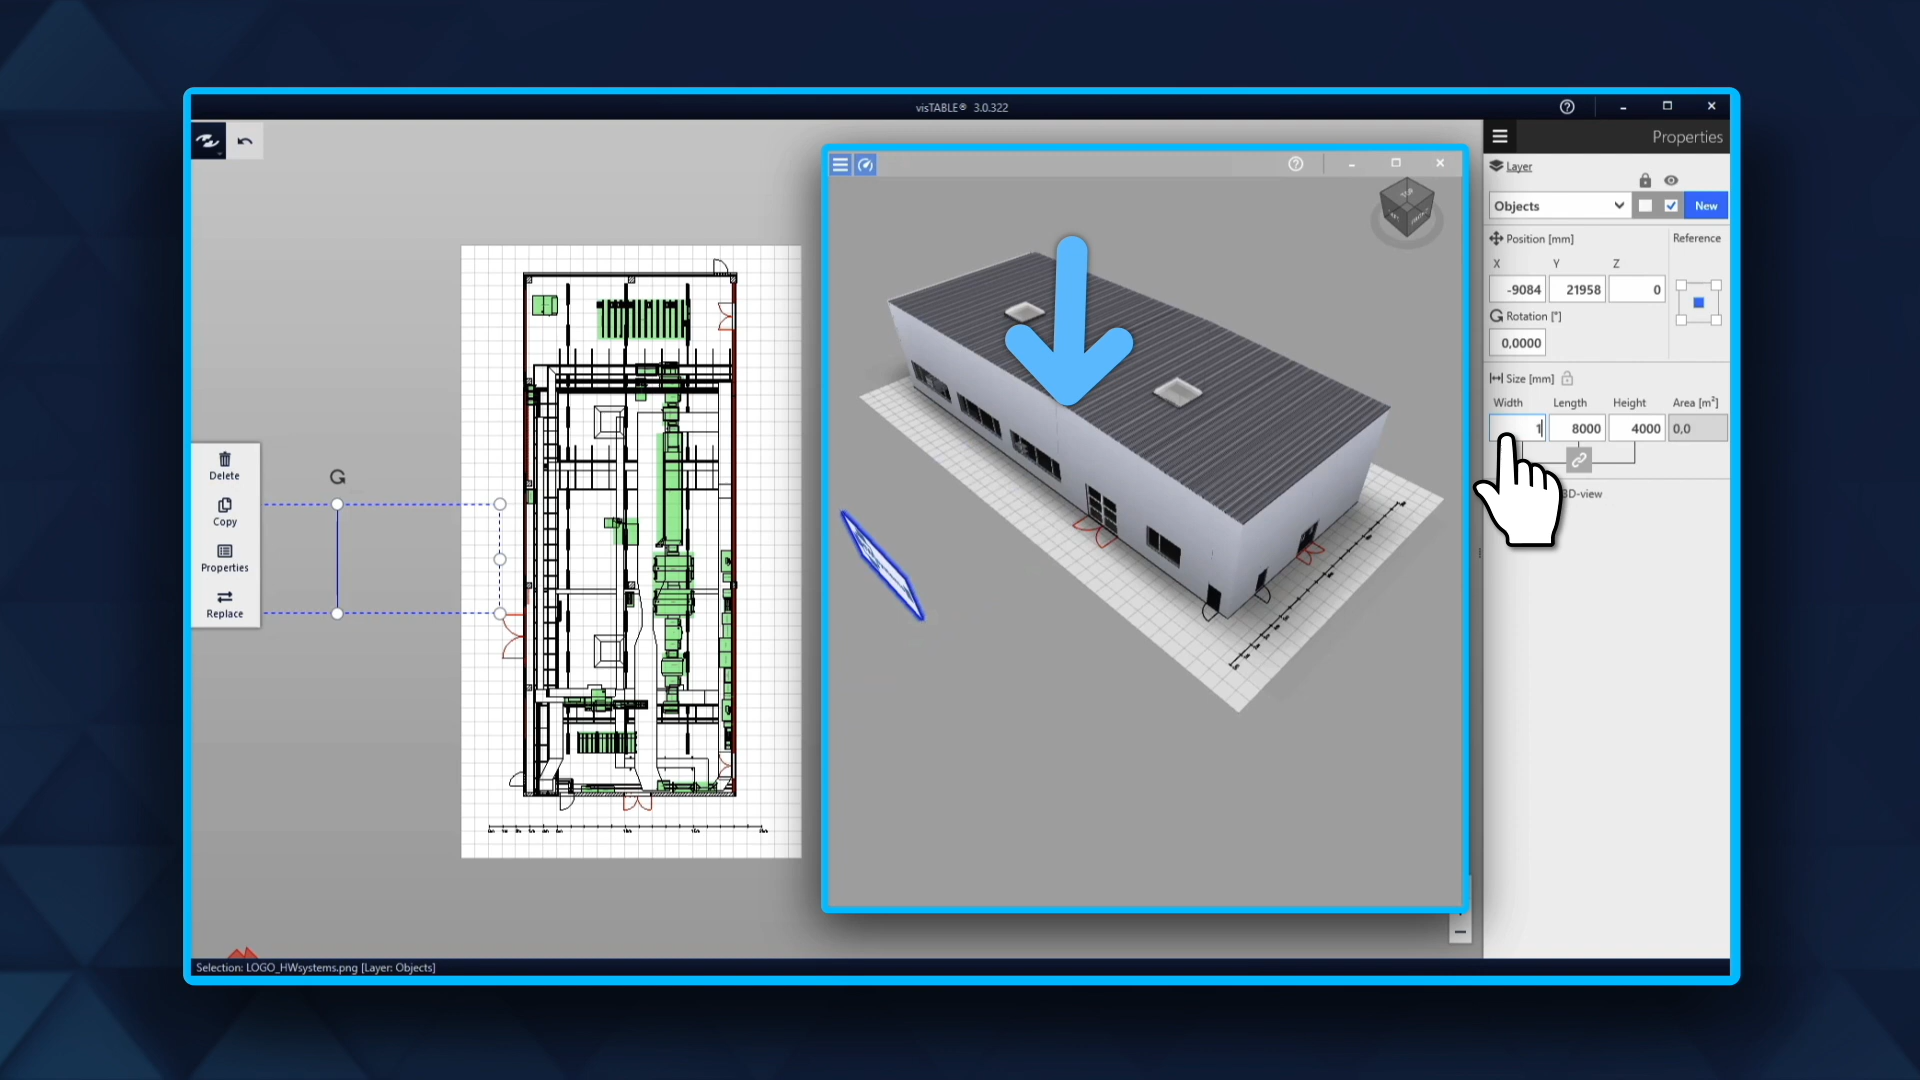 visTABLE® 3.0.322
Properties
Layer
Objects
New
Position [mm]
Reference
X Y Z
-9084 21958 0
Rotation [°]
0,0000
Size [mm]
Width Length Height Area [m²]
1 8000 4000 0,0
3D-view
Delete
Copy
Properties
Replace
TOP
Selection: LOGO_HWsystems.png [Layer: Objects]